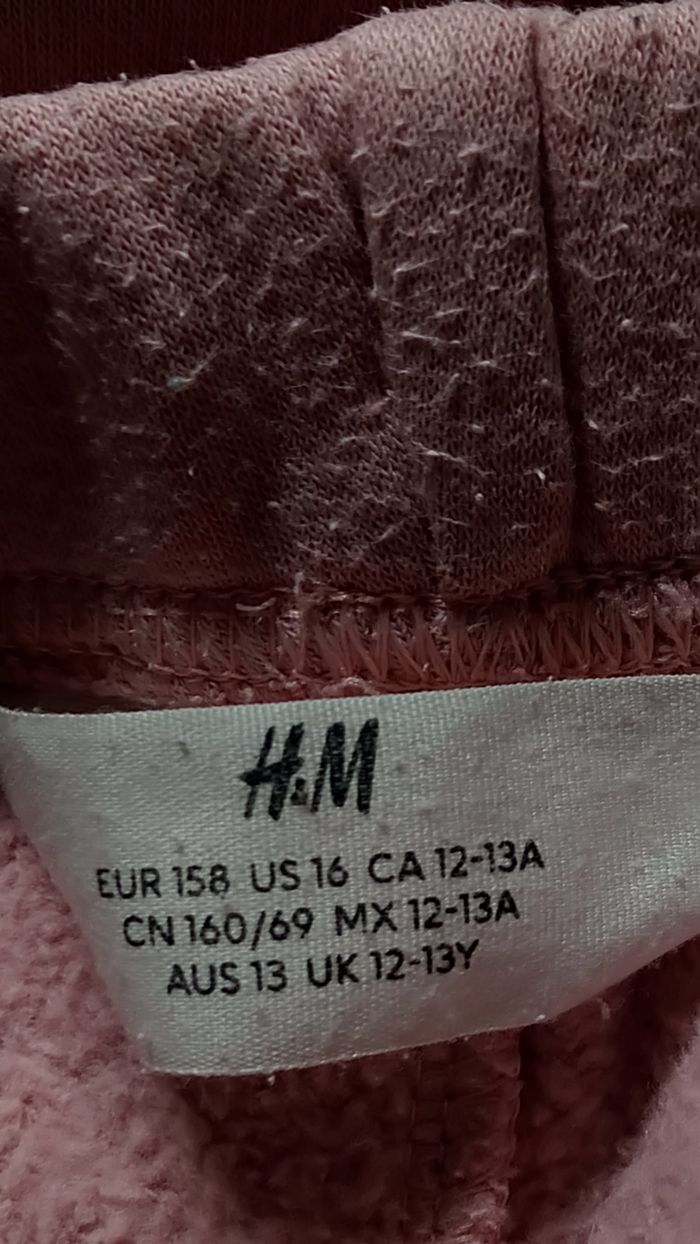 H&M
EUR 158 US 16 CA 12-13A
CN 160/69 MX 12-13A
AUS 13 UK 12-13Y